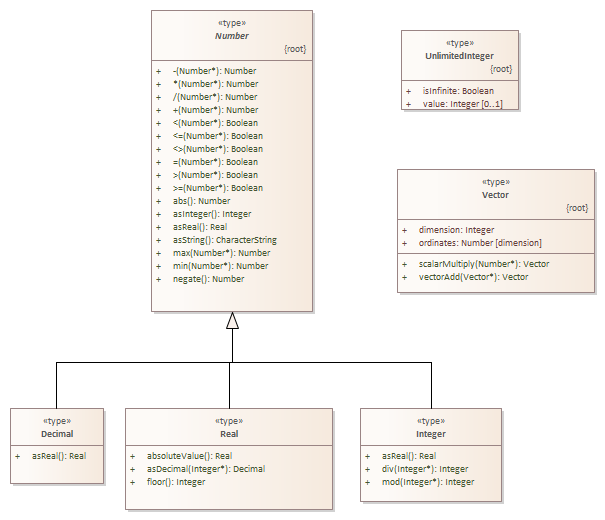 «type»
Number
{root}
+ -(Number*): Number
+ *(Number*): Number
+ /(Number*): Number
+ +(Number*): Number
+ <(Number*): Boolean
+ <=(Number*): Boolean
+ <>(Number*): Boolean
+ =(Number*): Boolean
+ >(Number*): Boolean
+ >=(Number*): Boolean
+ abs(): Number
+ asInteger(): Integer
+ asReal(): Real
+ asString(): CharacterString
+ max(Number*): Number
+ min(Number*): Number
+ negate(): Number
«type»
UnlimitedInteger
{root}
+ isInfinite: Boolean
+ value: Integer [0..1]
«type»
Vector
{root}
+ dimension: Integer
+ ordinates: Number [dimension]
+ scalarMultiply(Number*): Vector
+ vectorAdd(Vector*): Vector
«type»
Decimal
+ asReal(): Real
«type»
Real
+ absoluteValue(): Real
+ asDecimal(Integer*): Decimal
+ floor(): Integer
«type»
Integer
+ asReal(): Real
+ div(Integer*): Integer
+ mod(Integer*): Integer